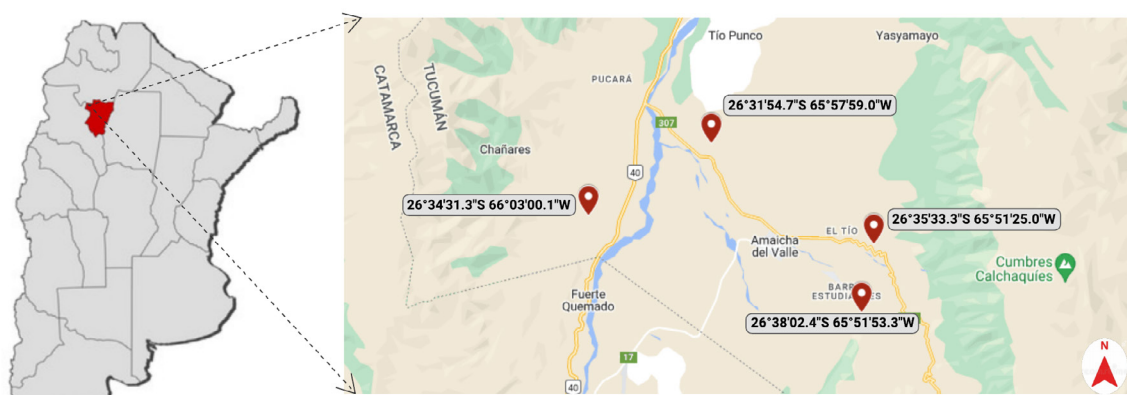 Tío Punco
Yasyamayo
PUCARÁ
CATAMARCA
TUCUMÁN
26°31'54.7"S 65°57'59.0"W
307
Chañares
40
26°34'31.3"S 66°03'00.1"W
26°35'33.3"S 65°51'25.0"W
EL TÍO
Amaicha
del Valle
Cumbres
Calchaquíes
Fuerte
Quemado
ESTUDIANTES
26°38'02.4"S 65°51'53.3"W
N
17
40